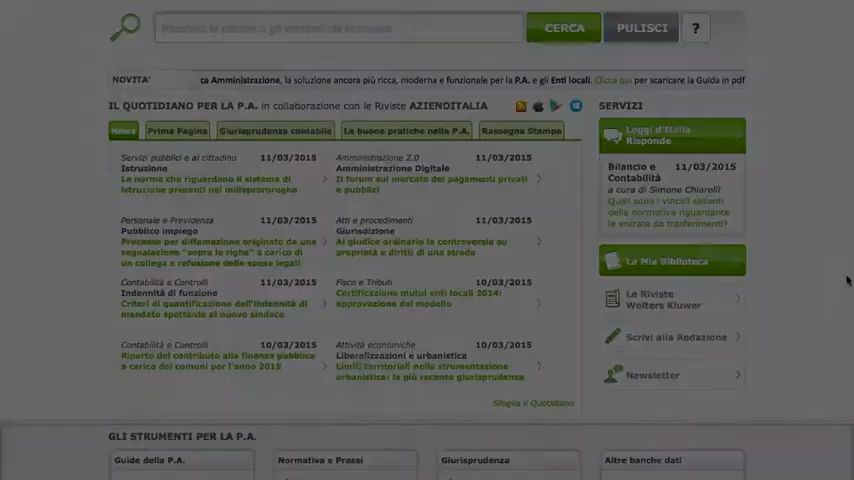 Inserisci le parole o gli estremi da ricercare
CERCA
PULISCI
?
NOVITA'
ca Amministrazione, la soluzione ancora più ricca, moderna e funzionale per la P.A. e gli Enti locali. Clicca qui per scaricare la Guida in pdf
IL QUOTIDIANO PER LA P.A. in collaborazione con le Riviste AZIENDITALIA
SERVIZI
News
Prima Pagina
Giurisprudenza contabile
Le buone pratiche nella P.A.
Rassegna Stampa
Servizi pubblici e al cittadino 11/03/2015
Istruzione
Le norme che riguardano il sistema di
istruzione presenti nel milleproroghe
Amministrazione 2.0 11/03/2015
Amministrazione Digitale
Il forum sul mercato dei pagamenti privati
e pubblici
Personale e Previdenza 11/03/2015
Pubblico impiego
Processo per diffamazione originato da una
segnalazione "sopra le righe" a carico di
un collega e refusione delle spese legali
Atti e procedimenti 11/03/2015
Giurisdizione
Al giudice ordinario la controversia su
proprietà e diritti di una strada
Contabilità e Controlli 11/03/2015
Indennità di funzione
Criteri di quantificazione dell'indennità di
mandato spettante al nuovo sindaco
Fisco e Tributi 10/03/2015
Certificazione mutui enti locali 2014:
approvazione del modello
Contabilità e Controlli 10/03/2015
Riparto del contributo alla finanza pubblica
a carico dei comuni per l'anno 2015
Attività economiche 10/03/2015
Liberalizzazioni e urbanistica
Limiti territoriali nella strumentazione
urbanistica: la più recente giurisprudenza
Sfoglia il Quotidiano
Leggi d'Italia
Risponde
Bilancio e 11/03/2015
Contabilità
a cura di Simone Chiarelli
Quali sono i vincoli salienti
della normativa riguardante
le entrate da trasferimenti?
La Mia Biblioteca
Le Riviste
Wolters Kluwer
Scrivi alla Redazione
Newsletter
GLI STRUMENTI PER LA P.A.
Guide della P.A.
Normativa e Prassi
Giurisprudenza
Altre banche dati